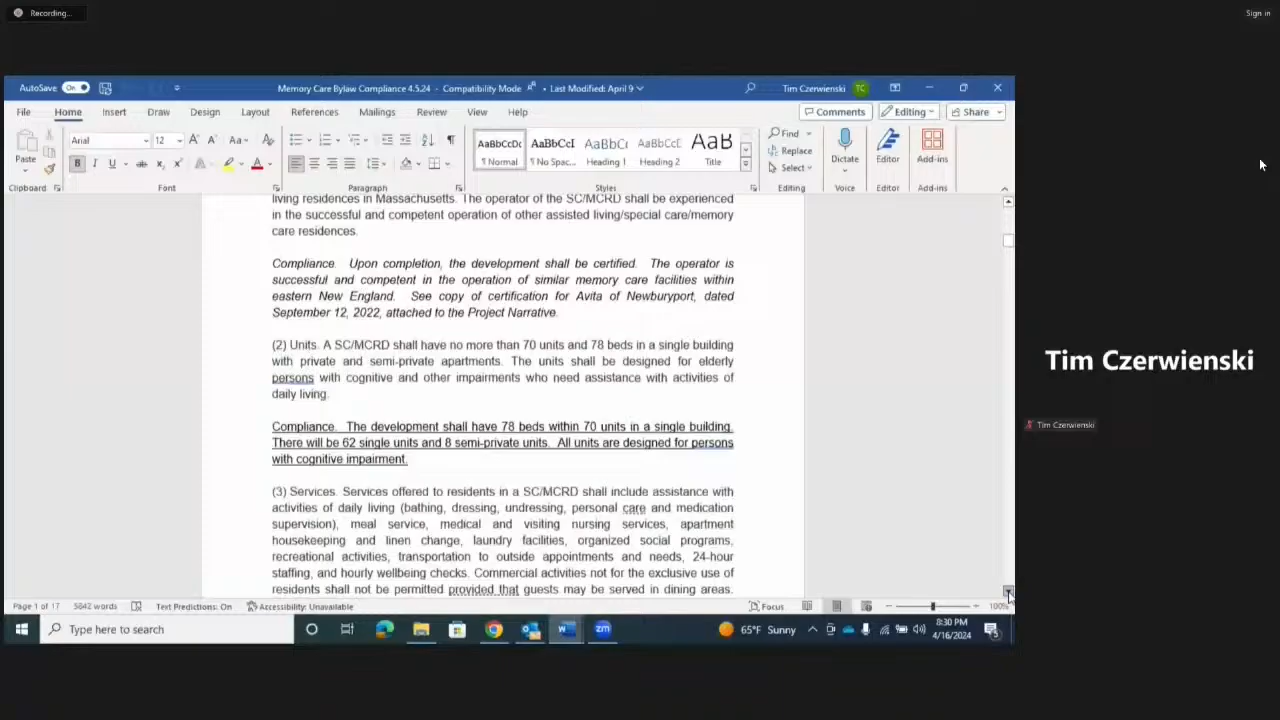 Recording...
Sign in
AutoSave On
Memory Care Bylaw Compliance 4.5.24 - Compatibility Mode • Last Modified: April 9
Tim Czerwienski TC
File Home Insert Draw Design Layout References Mailings Review View Help
Comments Editing Share
Paste
Arial 12
AaBbCcDc AaBbCcI AaBbCc AaBbCcE AaB
¶ Normal ¶ No Spac... Heading 1 Heading 2 Title
Find
Replace
Select
Dictate Editor Add-ins
Clipboard Font Paragraph Styles Editing Voice Editor Add-ins
living residences in Massachusetts. The operator of the SC/MCRD shall be experienced
in the successful and competent operation of other assisted living/special care/memory
care residences.
Compliance. Upon completion, the development shall be certified. The operator is
successful and competent in the operation of similar memory care facilities within
eastern New England. See copy of certification for Avita of Newburyport, dated
September 12, 2022, attached to the Project Narrative.
(2) Units. A SC/MCRD shall have no more than 70 units and 78 beds in a single building
with private and semi-private apartments. The units shall be designed for elderly
persons with cognitive and other impairments who need assistance with activities of
daily living.
Compliance. The development shall have 78 beds within 70 units in a single building.
There will be 62 single units and 8 semi-private units. All units are designed for persons
with cognitive impairment.
(3) Services. Services offered to residents in a SC/MCRD shall include assistance with
activities of daily living (bathing, dressing, undressing, personal care and medication
supervision), meal service, medical and visiting nursing services, apartment
housekeeping and linen change, laundry facilities, organized social programs,
recreational activities, transportation to outside appointments and needs, 24-hour
staffing, and hourly wellbeing checks. Commercial activities not for the exclusive use of
residents shall not be permitted provided that guests may be served in dining areas.
Page 1 of 17 5842 words Text Predictions: On Accessibility: Unavailable Focus 100%
Type here to search
65°F Sunny
8:30 PM
4/16/2024
Tim Czerwienski
Tim Czerwienski